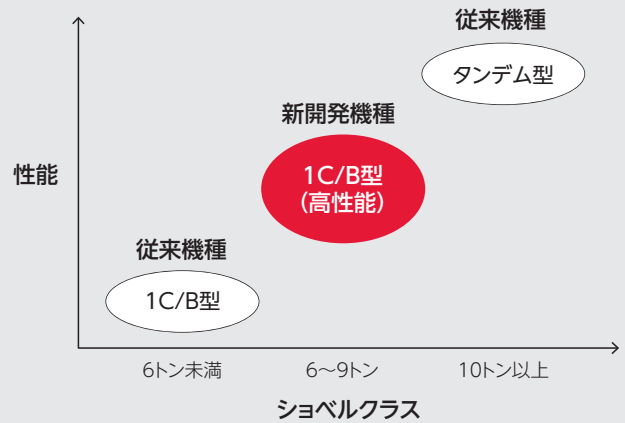 従来機種
タンデム型
新開発機種
1C/B型
(高性能)
性能
従来機種
1C/B型
6トン未満
6～9トン
10トン以上
ショベルクラス